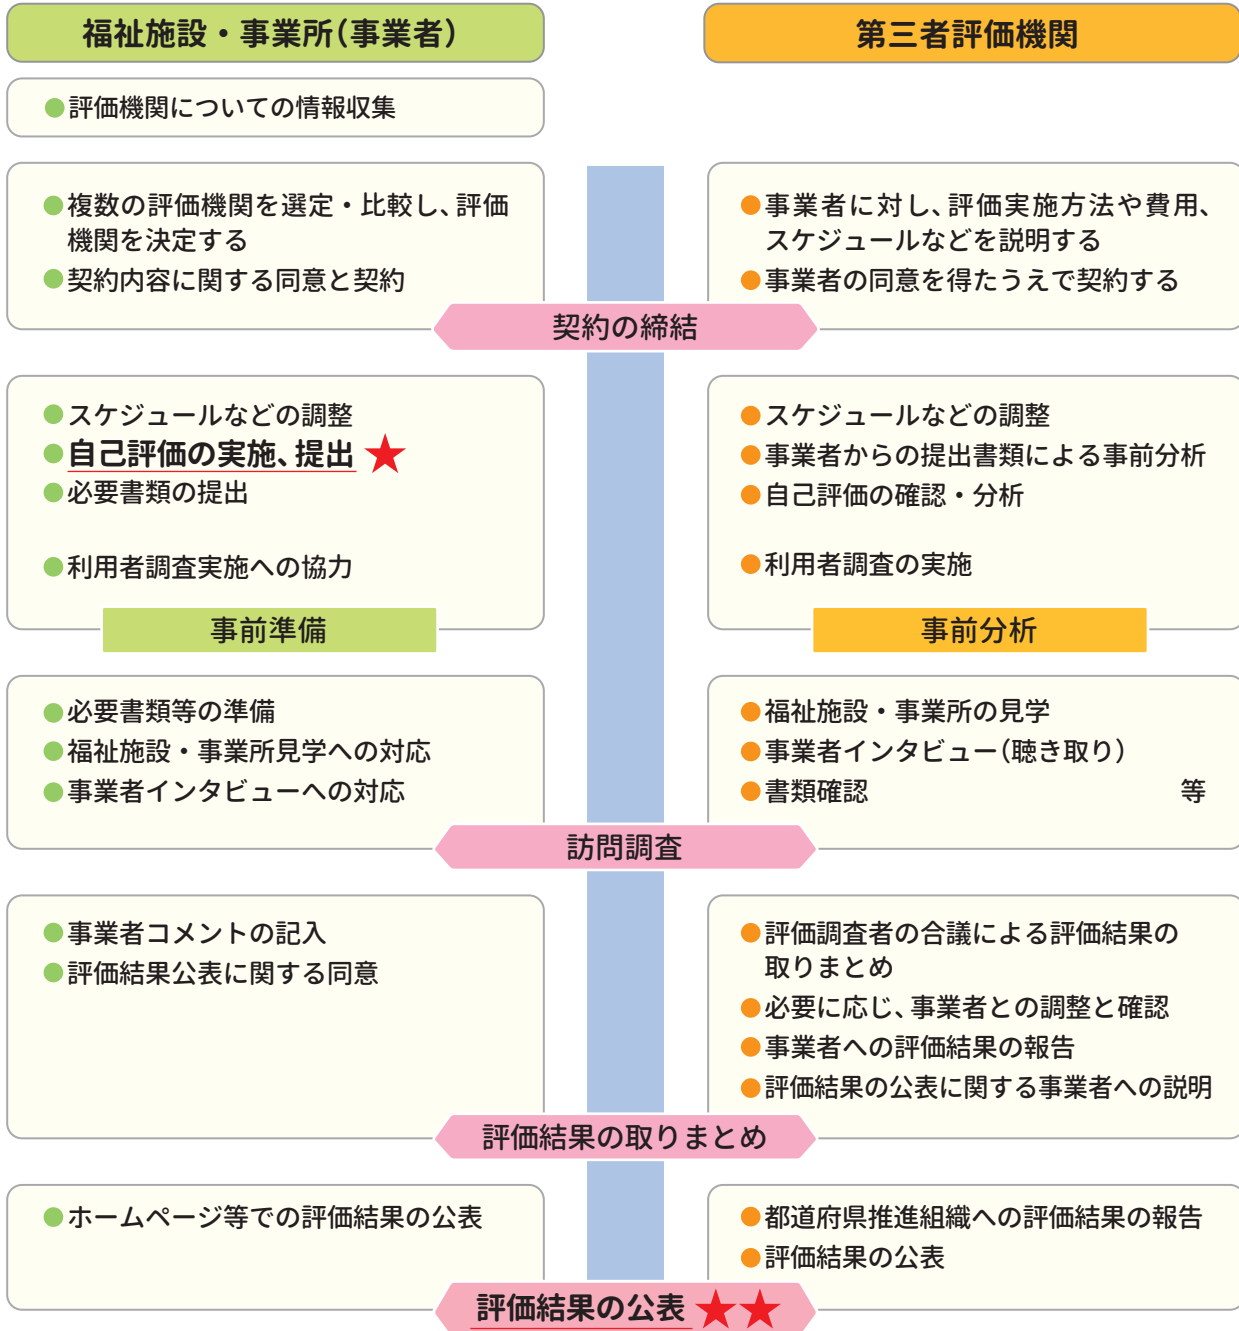 福祉施設・事業所(事業者)
第三者評価機関
●評価機関についての情報収集
●複数の評価機関を選定・比較し、評価
機関を決定する
●契約内容に関する同意と契約
●事業者に対し、評価実施方法や費用、
スケジュールなどを説明する
●事業者の同意を得たうえで契約する
契約の締結
●スケジュールなどの調整
●自己評価の実施、提出 ★
●必要書類の提出
●利用者調査実施への協力
事前準備
●スケジュールなどの調整
●事業者からの提出書類による事前分析
●自己評価の確認・分析
●利用者調査の実施
事前分析
●必要書類等の準備
●福祉施設・事業所見学への対応
●事業者インタビューへの対応
●福祉施設・事業所の見学
●事業者インタビュー(聴き取り)
●書類確認 等
訪問調査
●事業者コメントの記入
●評価結果公表に関する同意
●評価調査者の合議による評価結果の
取りまとめ
●必要に応じ、事業者との調整と確認
●事業者への評価結果の報告
●評価結果の公表に関する事業者への説明
評価結果の取りまとめ
●ホームページ等での評価結果の公表
●都道府県推進組織への評価結果の報告
●評価結果の公表
評価結果の公表 ★★